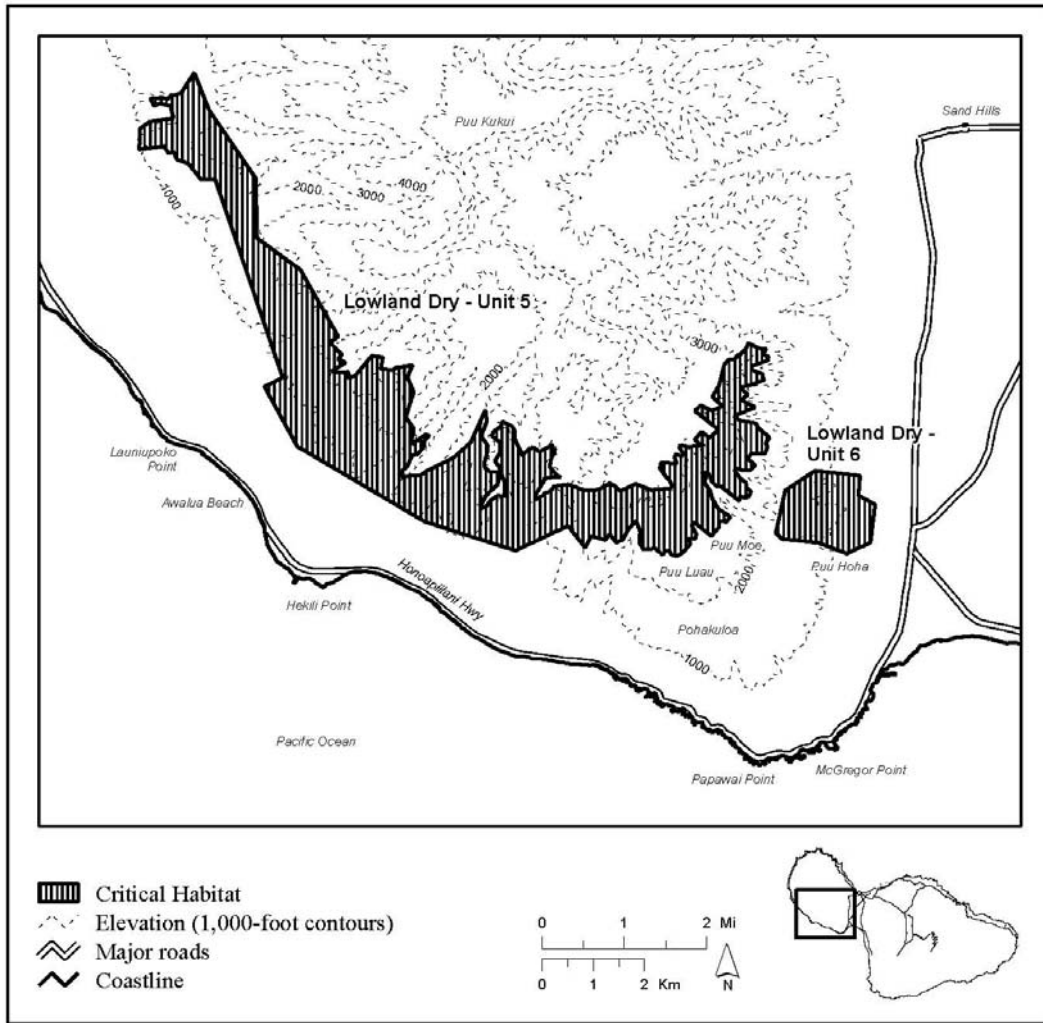 Sand Hills
Puu Kukui
1000
2000
3000
4000
Lowland Dry - Unit 5
3000
2000
Lowland Dry -
Unit 6
Launiupoko
Point
Awalua Beach
Puu Moe
Puu Luau
2000
Puu Hoha
Hekili Point
Honoapiilani Hwy
Pohakuloa
1000
Pacific Ocean
Papawai Point
McGregor Point
Critical Habitat
Elevation (1,000-foot contours)
Major roads
Coastline
0 1 2 Mi
0 1 2 Km
N